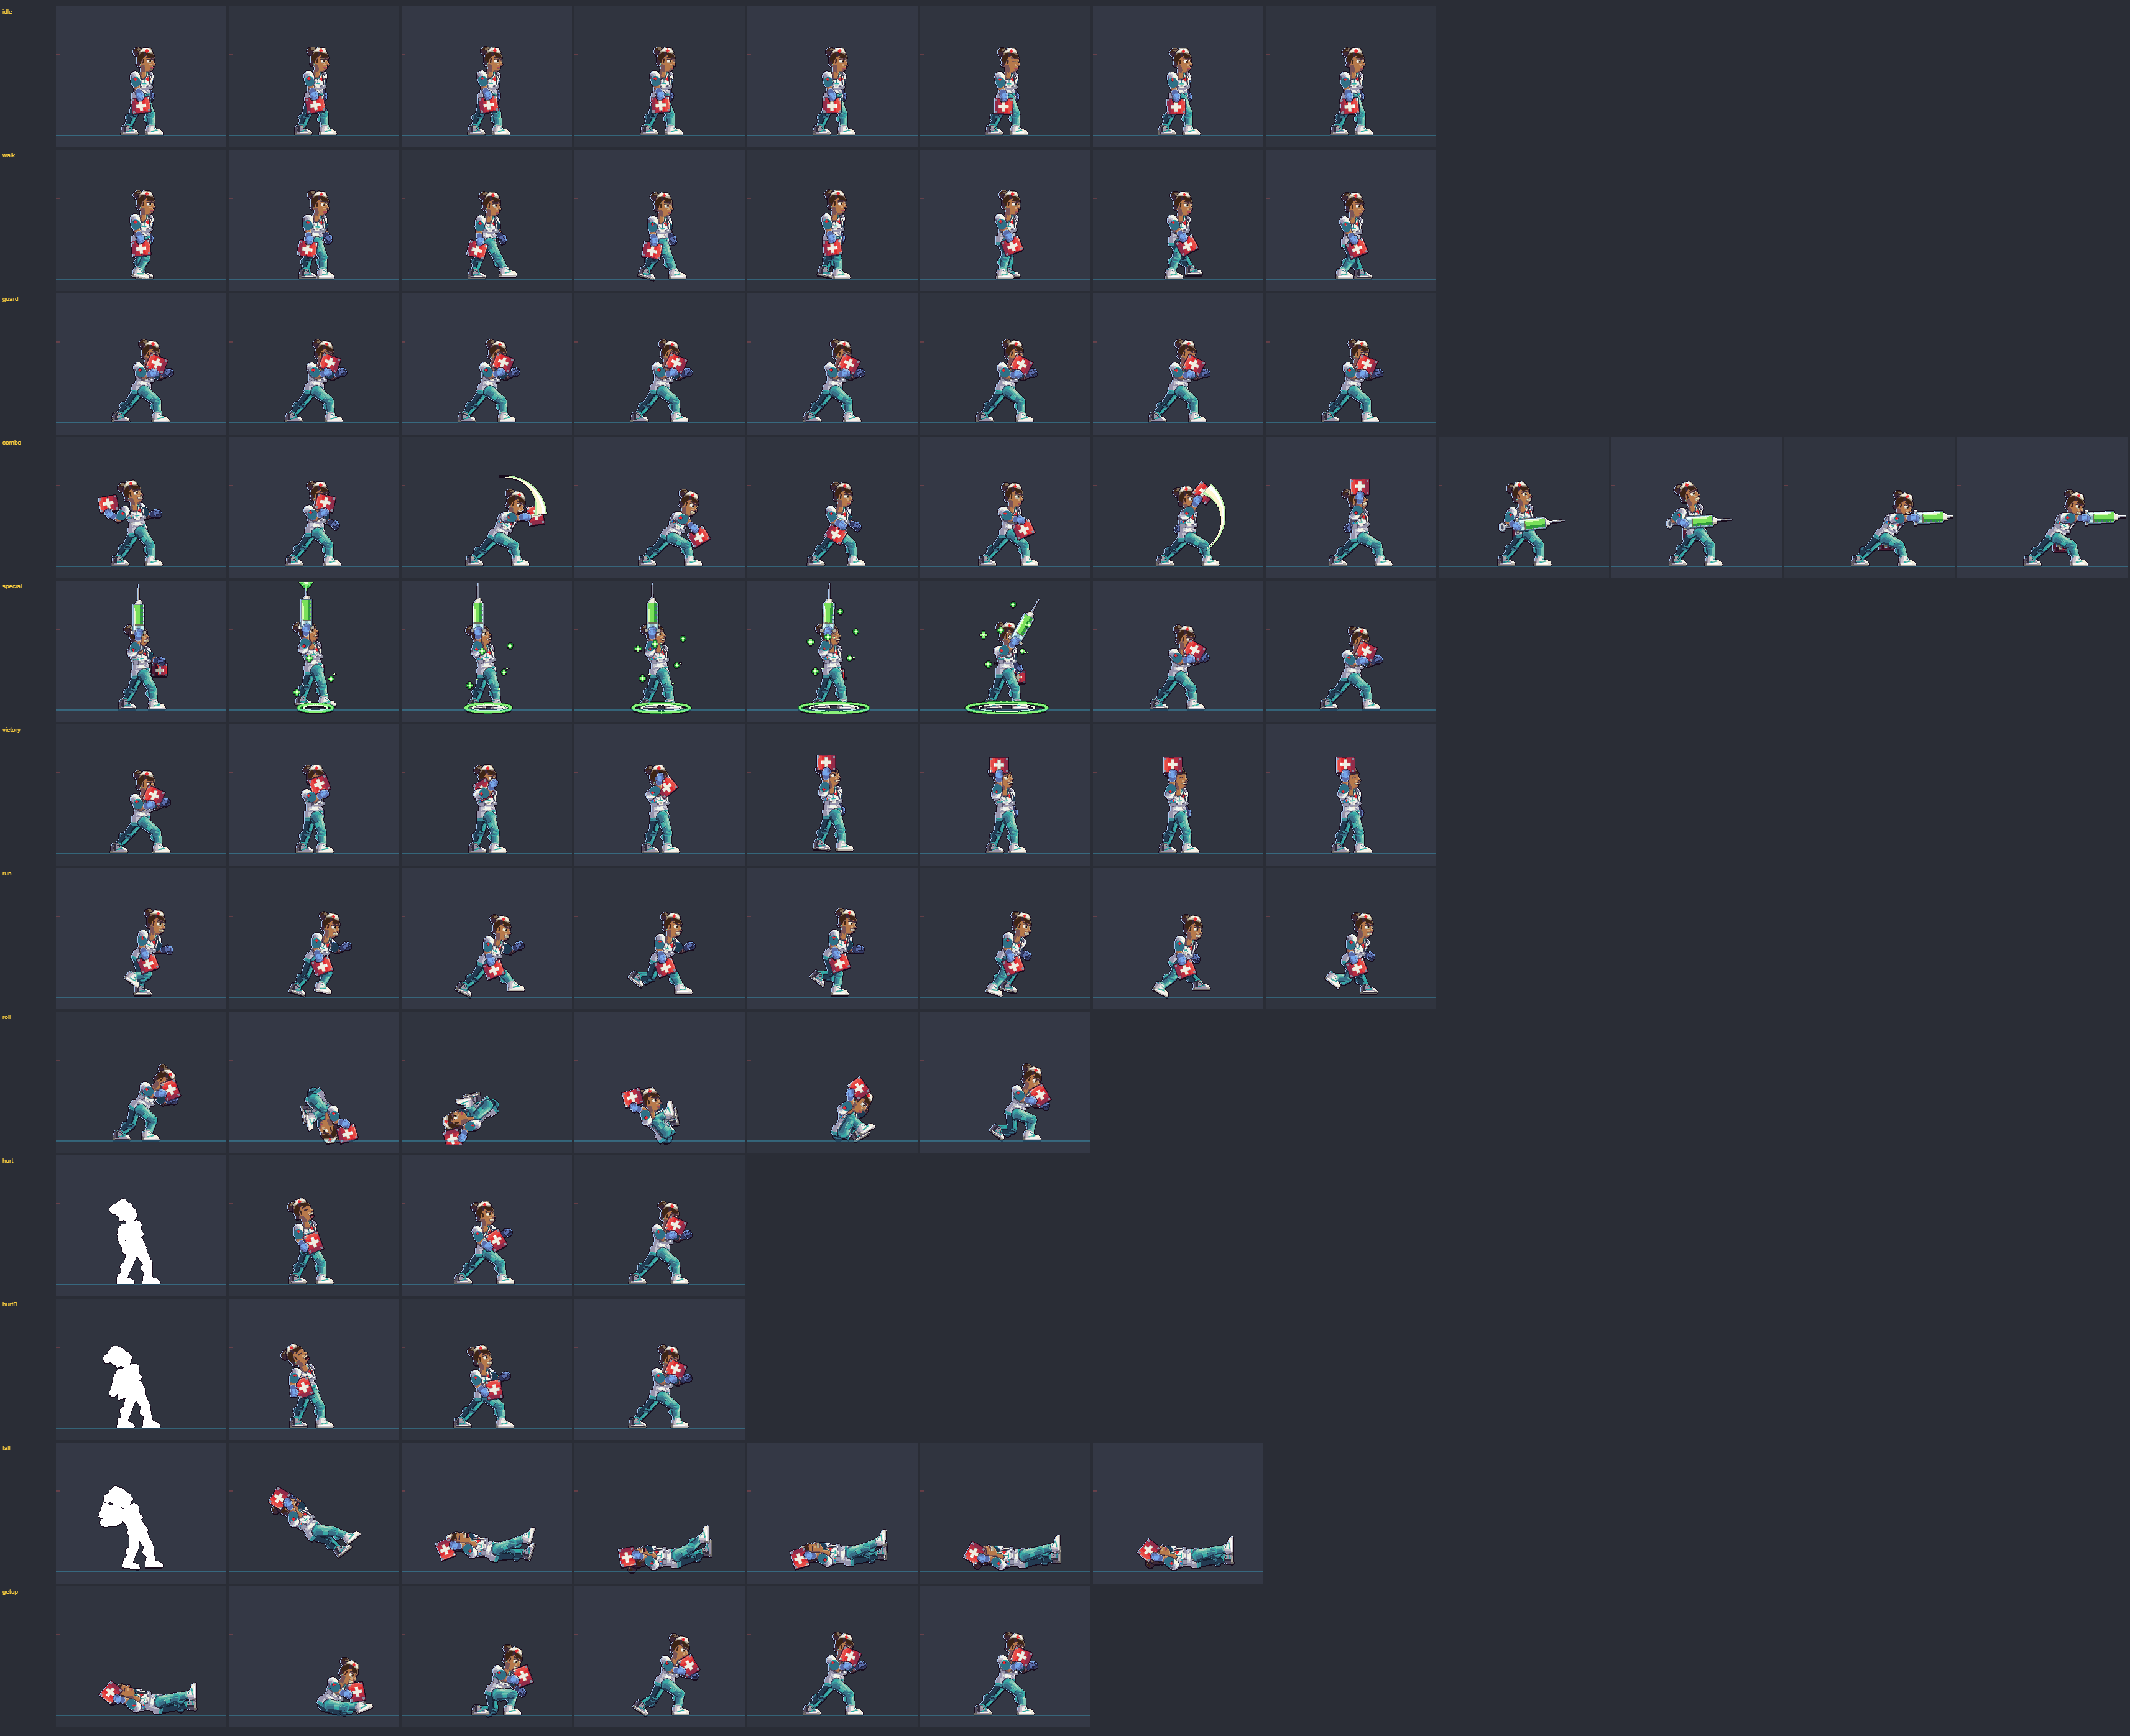 idle
walk
guard
combo
special
victory
run
roll
hurt
hurtB
fall
getup